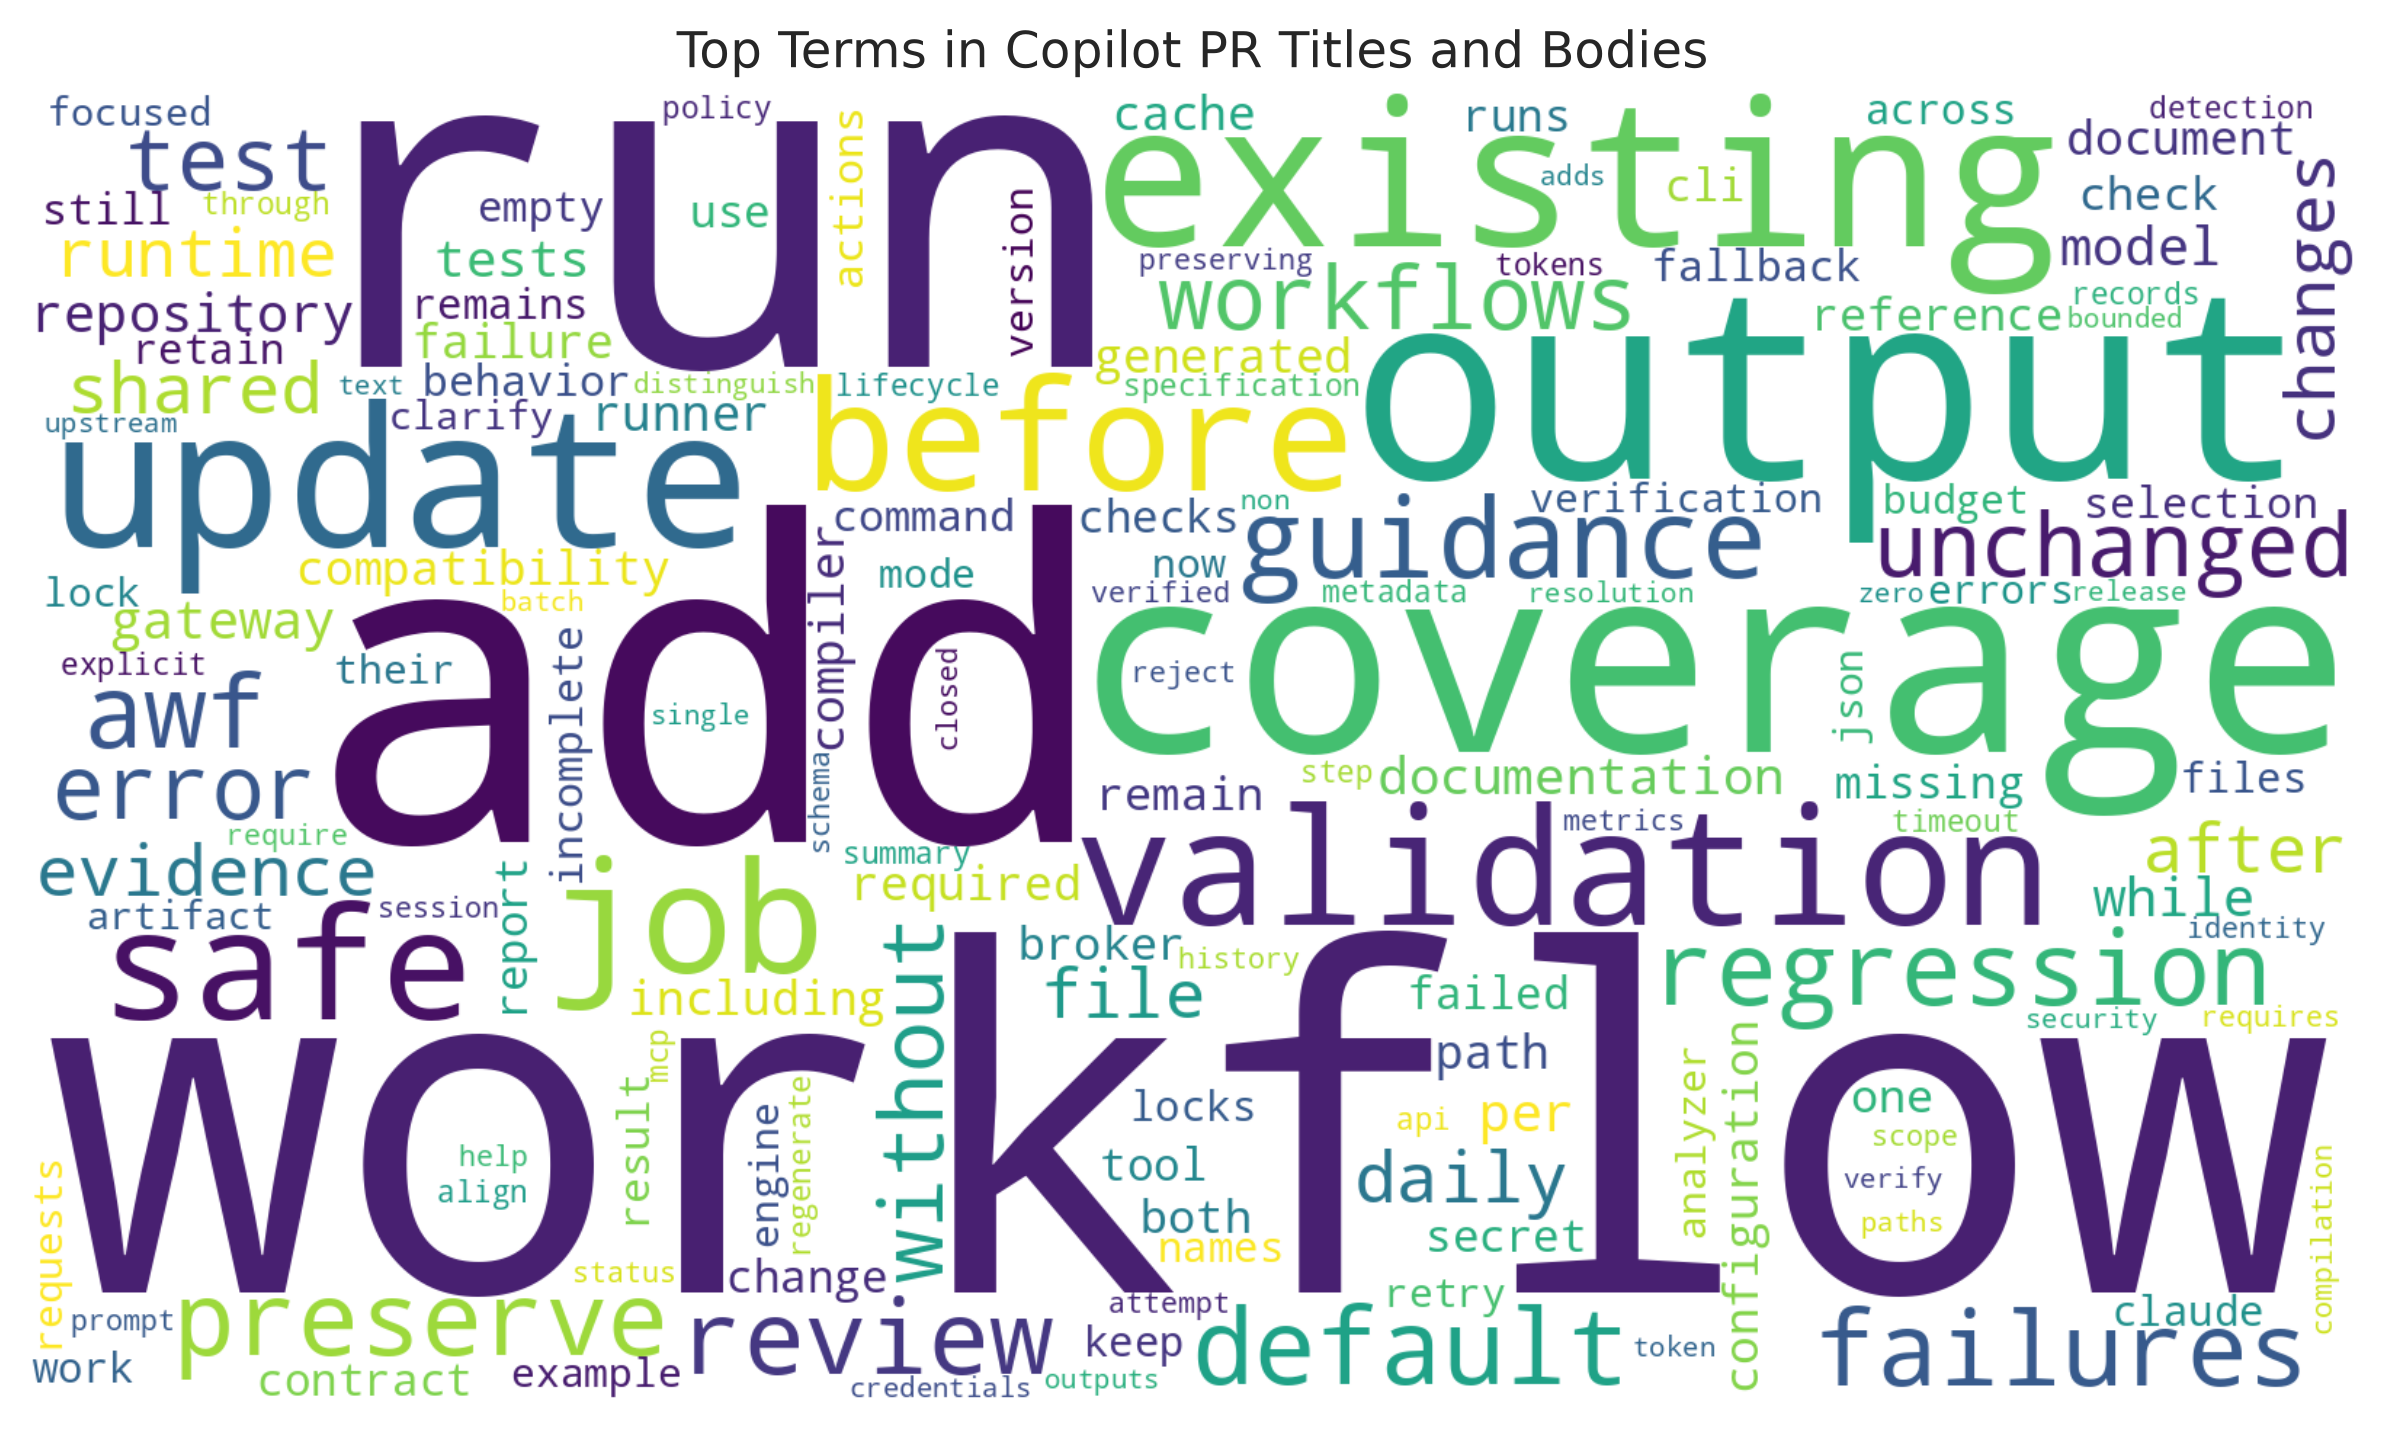 Top Terms in Copilot PR Titles and Bodies
focused
policy
cache
runs
across
detection
test
run
actions
existing
document
still
through
empty
use
version
adds
cli
check
changes
runtime
tests
preserving
tokens
fallback
model
repository
remains
workflows
records
retain
failure
generated
reference
bounded
shared
text
behavior
distinguish
lifecycle
specification
output
upstream
clarify
runner
before
update
command
checks
non
verification
budget
selection
compatibility
compiler
mode
now
guidance
unchanged
lock
batch
verified
metadata
resolution
zero
errors
release
gateway
add
coverage
explicit
their
incomplete
single
closed
reject
json
awf
error
schema
remain
step
documentation
missing
files
require
summary
validation
metrics
timeout
after
evidence
report
job
required
while
artifact
session
identity
safe
without
broker
history
regression
including
file
failed
security
requires
workflow
mcp
path
analyzer
configuration
result
engine
regenerate
locks
api
per
one
scope
help
align
tool
daily
verify
paths
compilation
requests
both
names
secret
status
change
retry
prompt
preserve
attempt
claude
work
contract
example
review
keep
default
token
failures
credentials
outputs